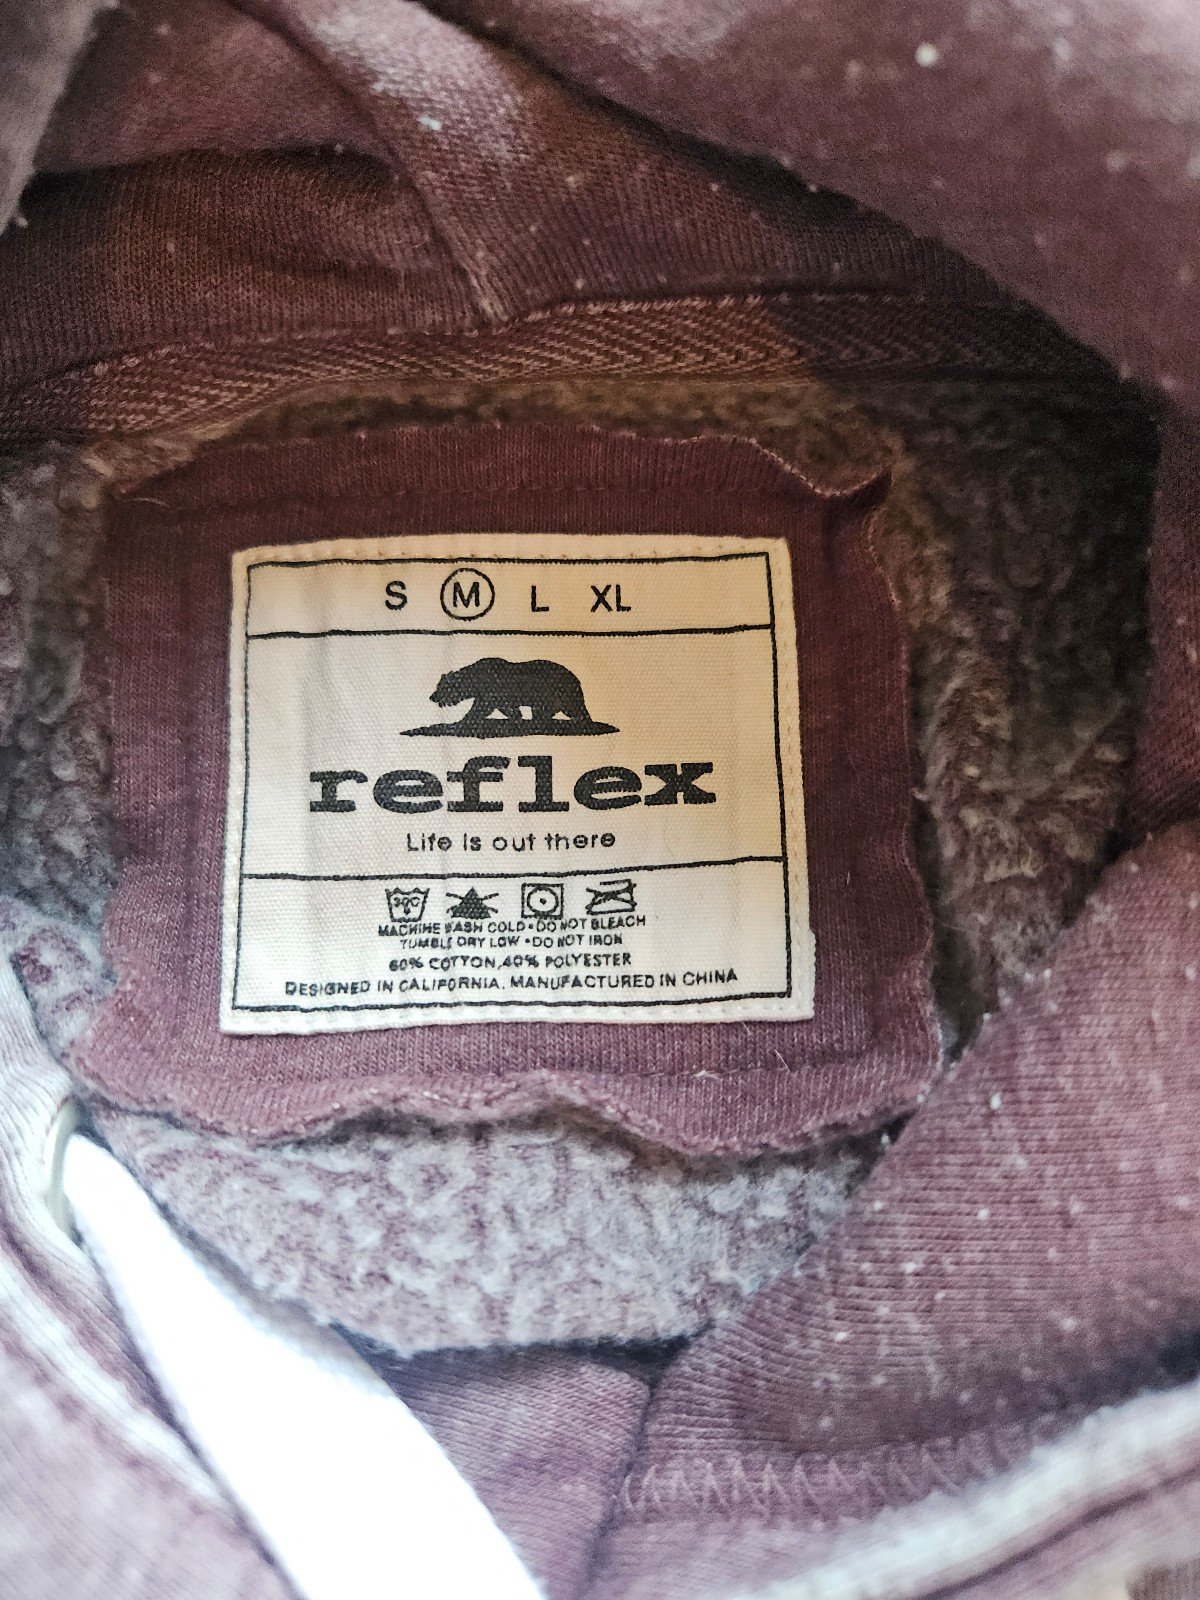 S M L XL
reflex
Life is out there
30C
MACHINE WASH COLD • DO NOT BLEACH
TUMBLE DRY LOW • DO NOT IRON
60% COTTON, 40% POLYESTER
DESIGNED IN CALIFORNIA. MANUFACTURED IN CHINA